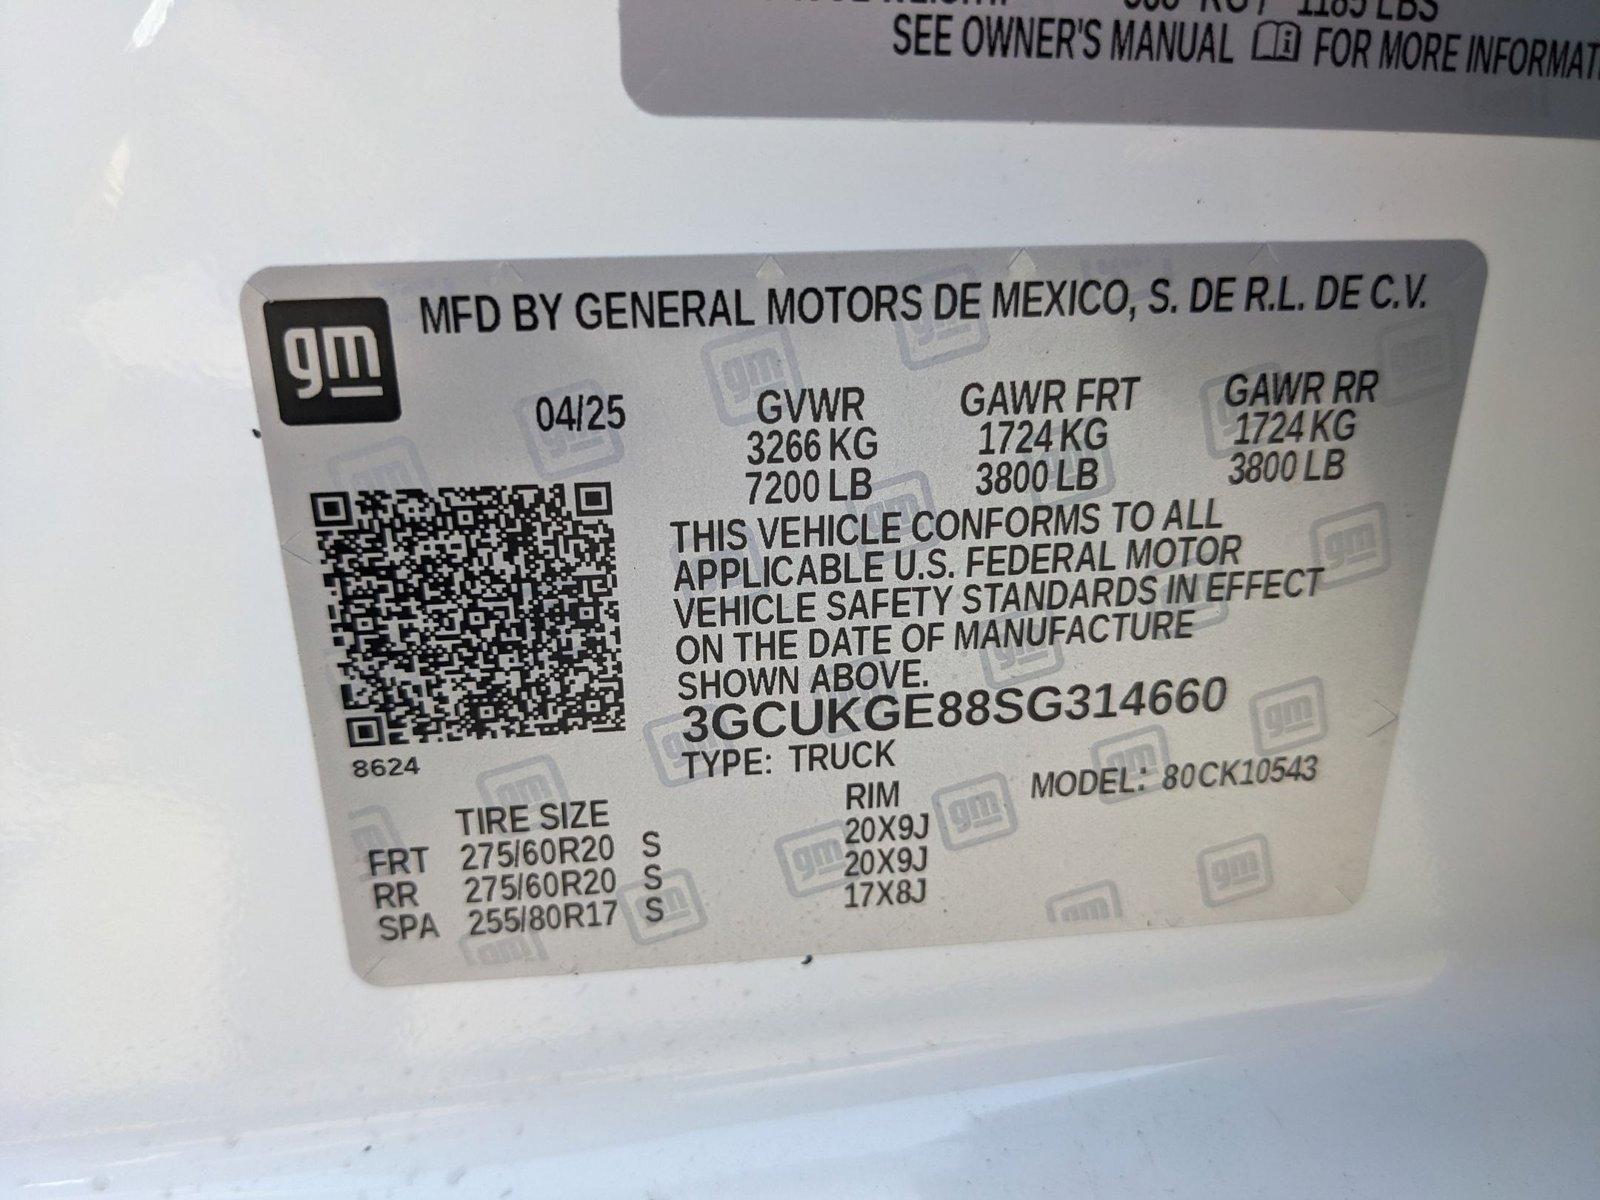 1185 LBS
SEE OWNER'S MANUAL FOR MORE
gm MFD BY GENERAL MOTORS DE MEXICO, S. DE R.L. DE C.V.
04/25 GVWR GAWR FRT GAWR RR
3266 KG 1724 KG 1724 KG
7200 LB 3800 LB 3800 LB
THIS VEHICLE CONFORMS TO ALL
APPLICABLE U.S. FEDERAL MOTOR
VEHICLE SAFETY STANDARDS IN EFFECT
ON THE DATE OF MANUFACTURE
SHOWN ABOVE.
3GCUKGE88SG314660
8624
TYPE: TRUCK
MODEL: 80CK10543
TIRE SIZE RIM
FRT 275/60R20 S 20X9J
RR 275/60R20 S 20X9J
SPA 255/80R17 S 17X8J